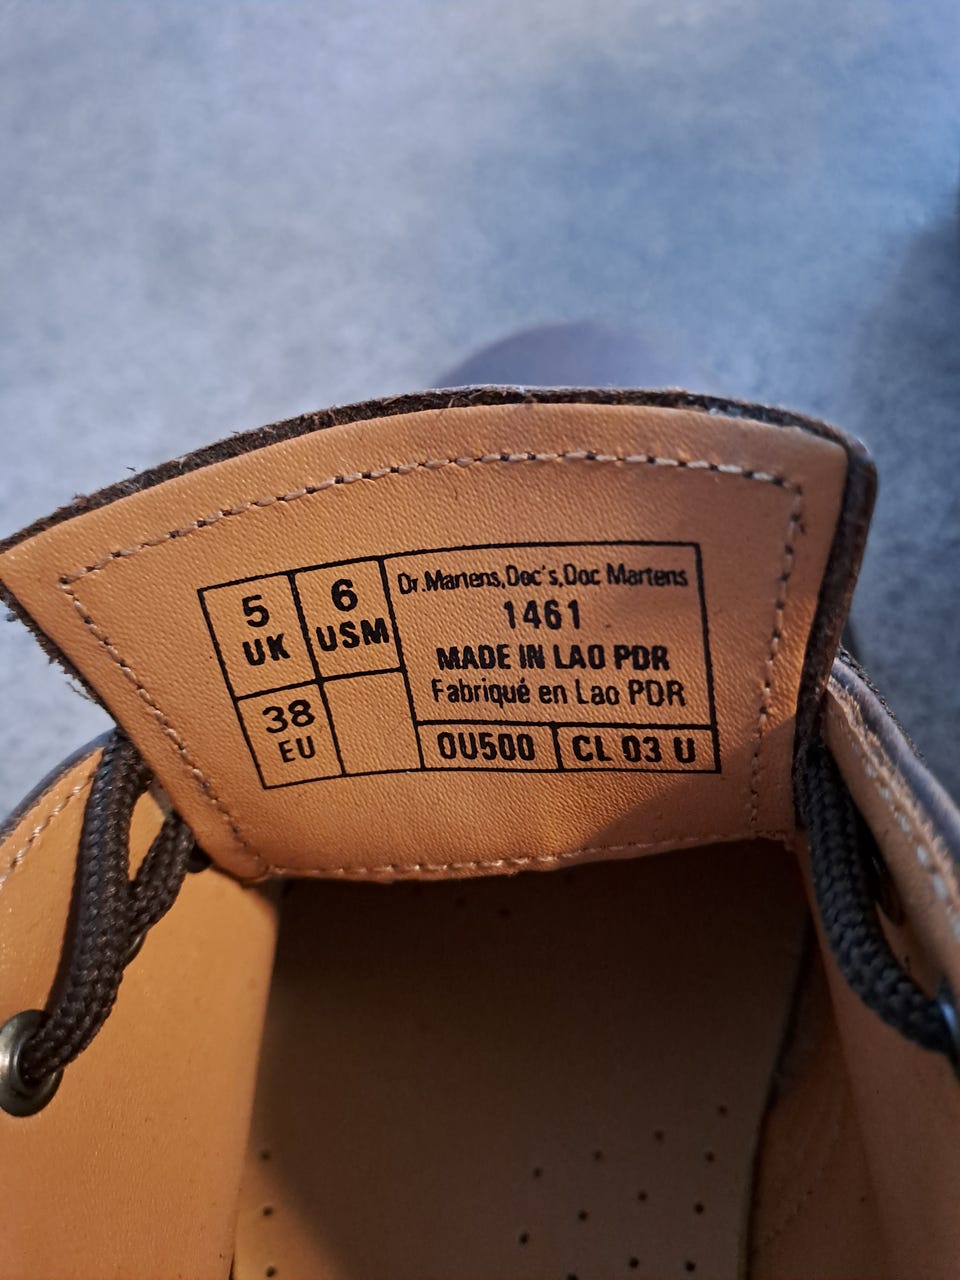 5
UK
6
USM
38
EU
Dr.Martens,Doc's,Doc Martens
1461
MADE IN LAO PDR
Fabriqué en Lao PDR
OU500
CL 03 U